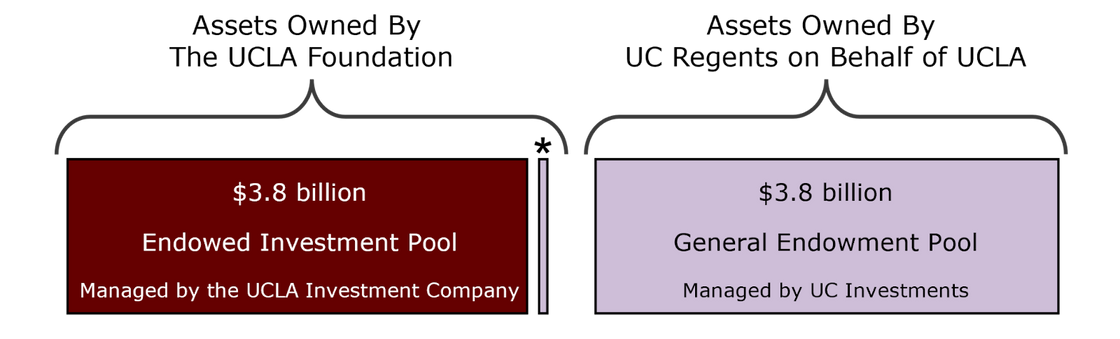 Assets Owned By
The UCLA Foundation
Assets Owned By
UC Regents on Behalf of UCLA
*
$3.8 billion
Endowed Investment Pool
Managed by the UCLA Investment Company
$3.8 billion
General Endowment Pool
Managed by UC Investments